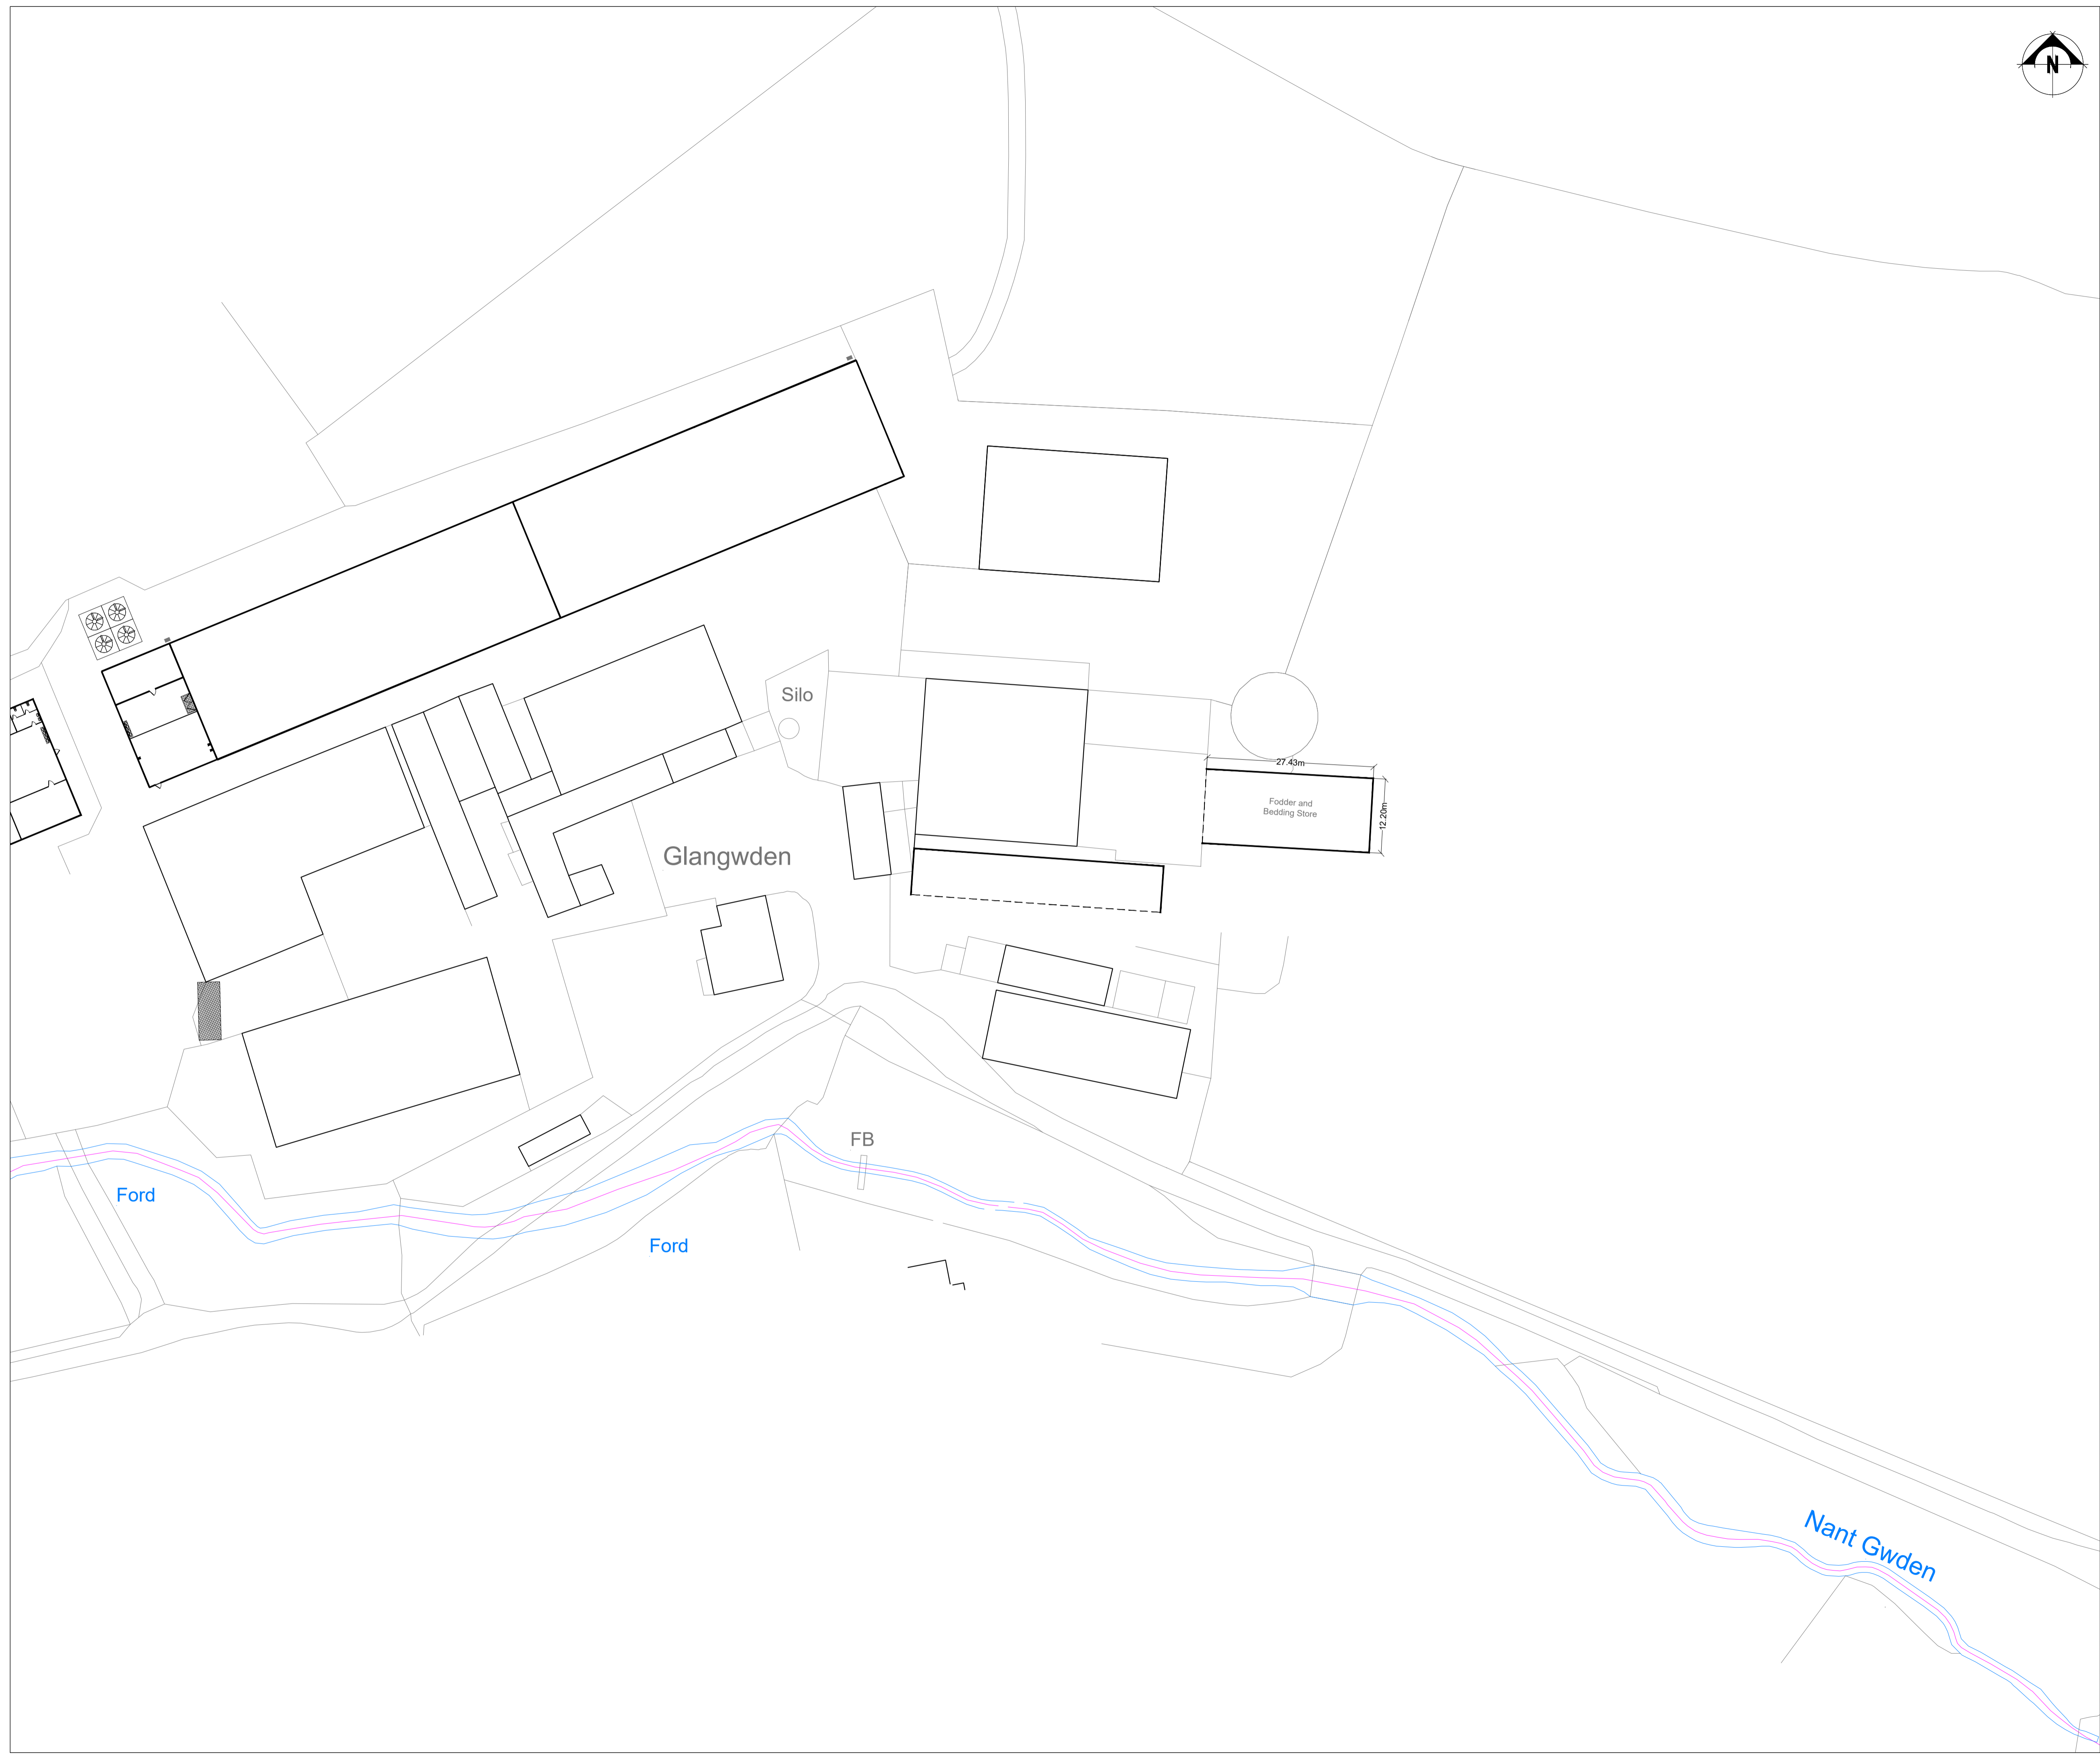 N
Silo
27.43m
Fodder and
Bedding Store
12.20m
Glangwden
FB
Ford
Ford
Nant Gwden